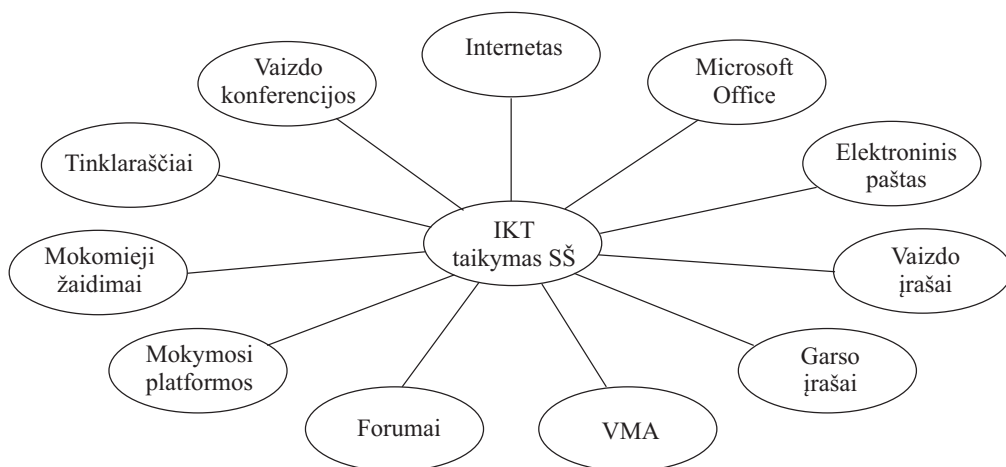 Internetas
Vaizdo
konferencijos
Microsoft
Office
Tinklaraščiai
Elektroninis
paštas
IKT
taikymas SŠ
Mokomieji
žaidimai
Vaizdo
įrašai
Mokymosi
platformos
Garso
įrašai
Forumai
VMA